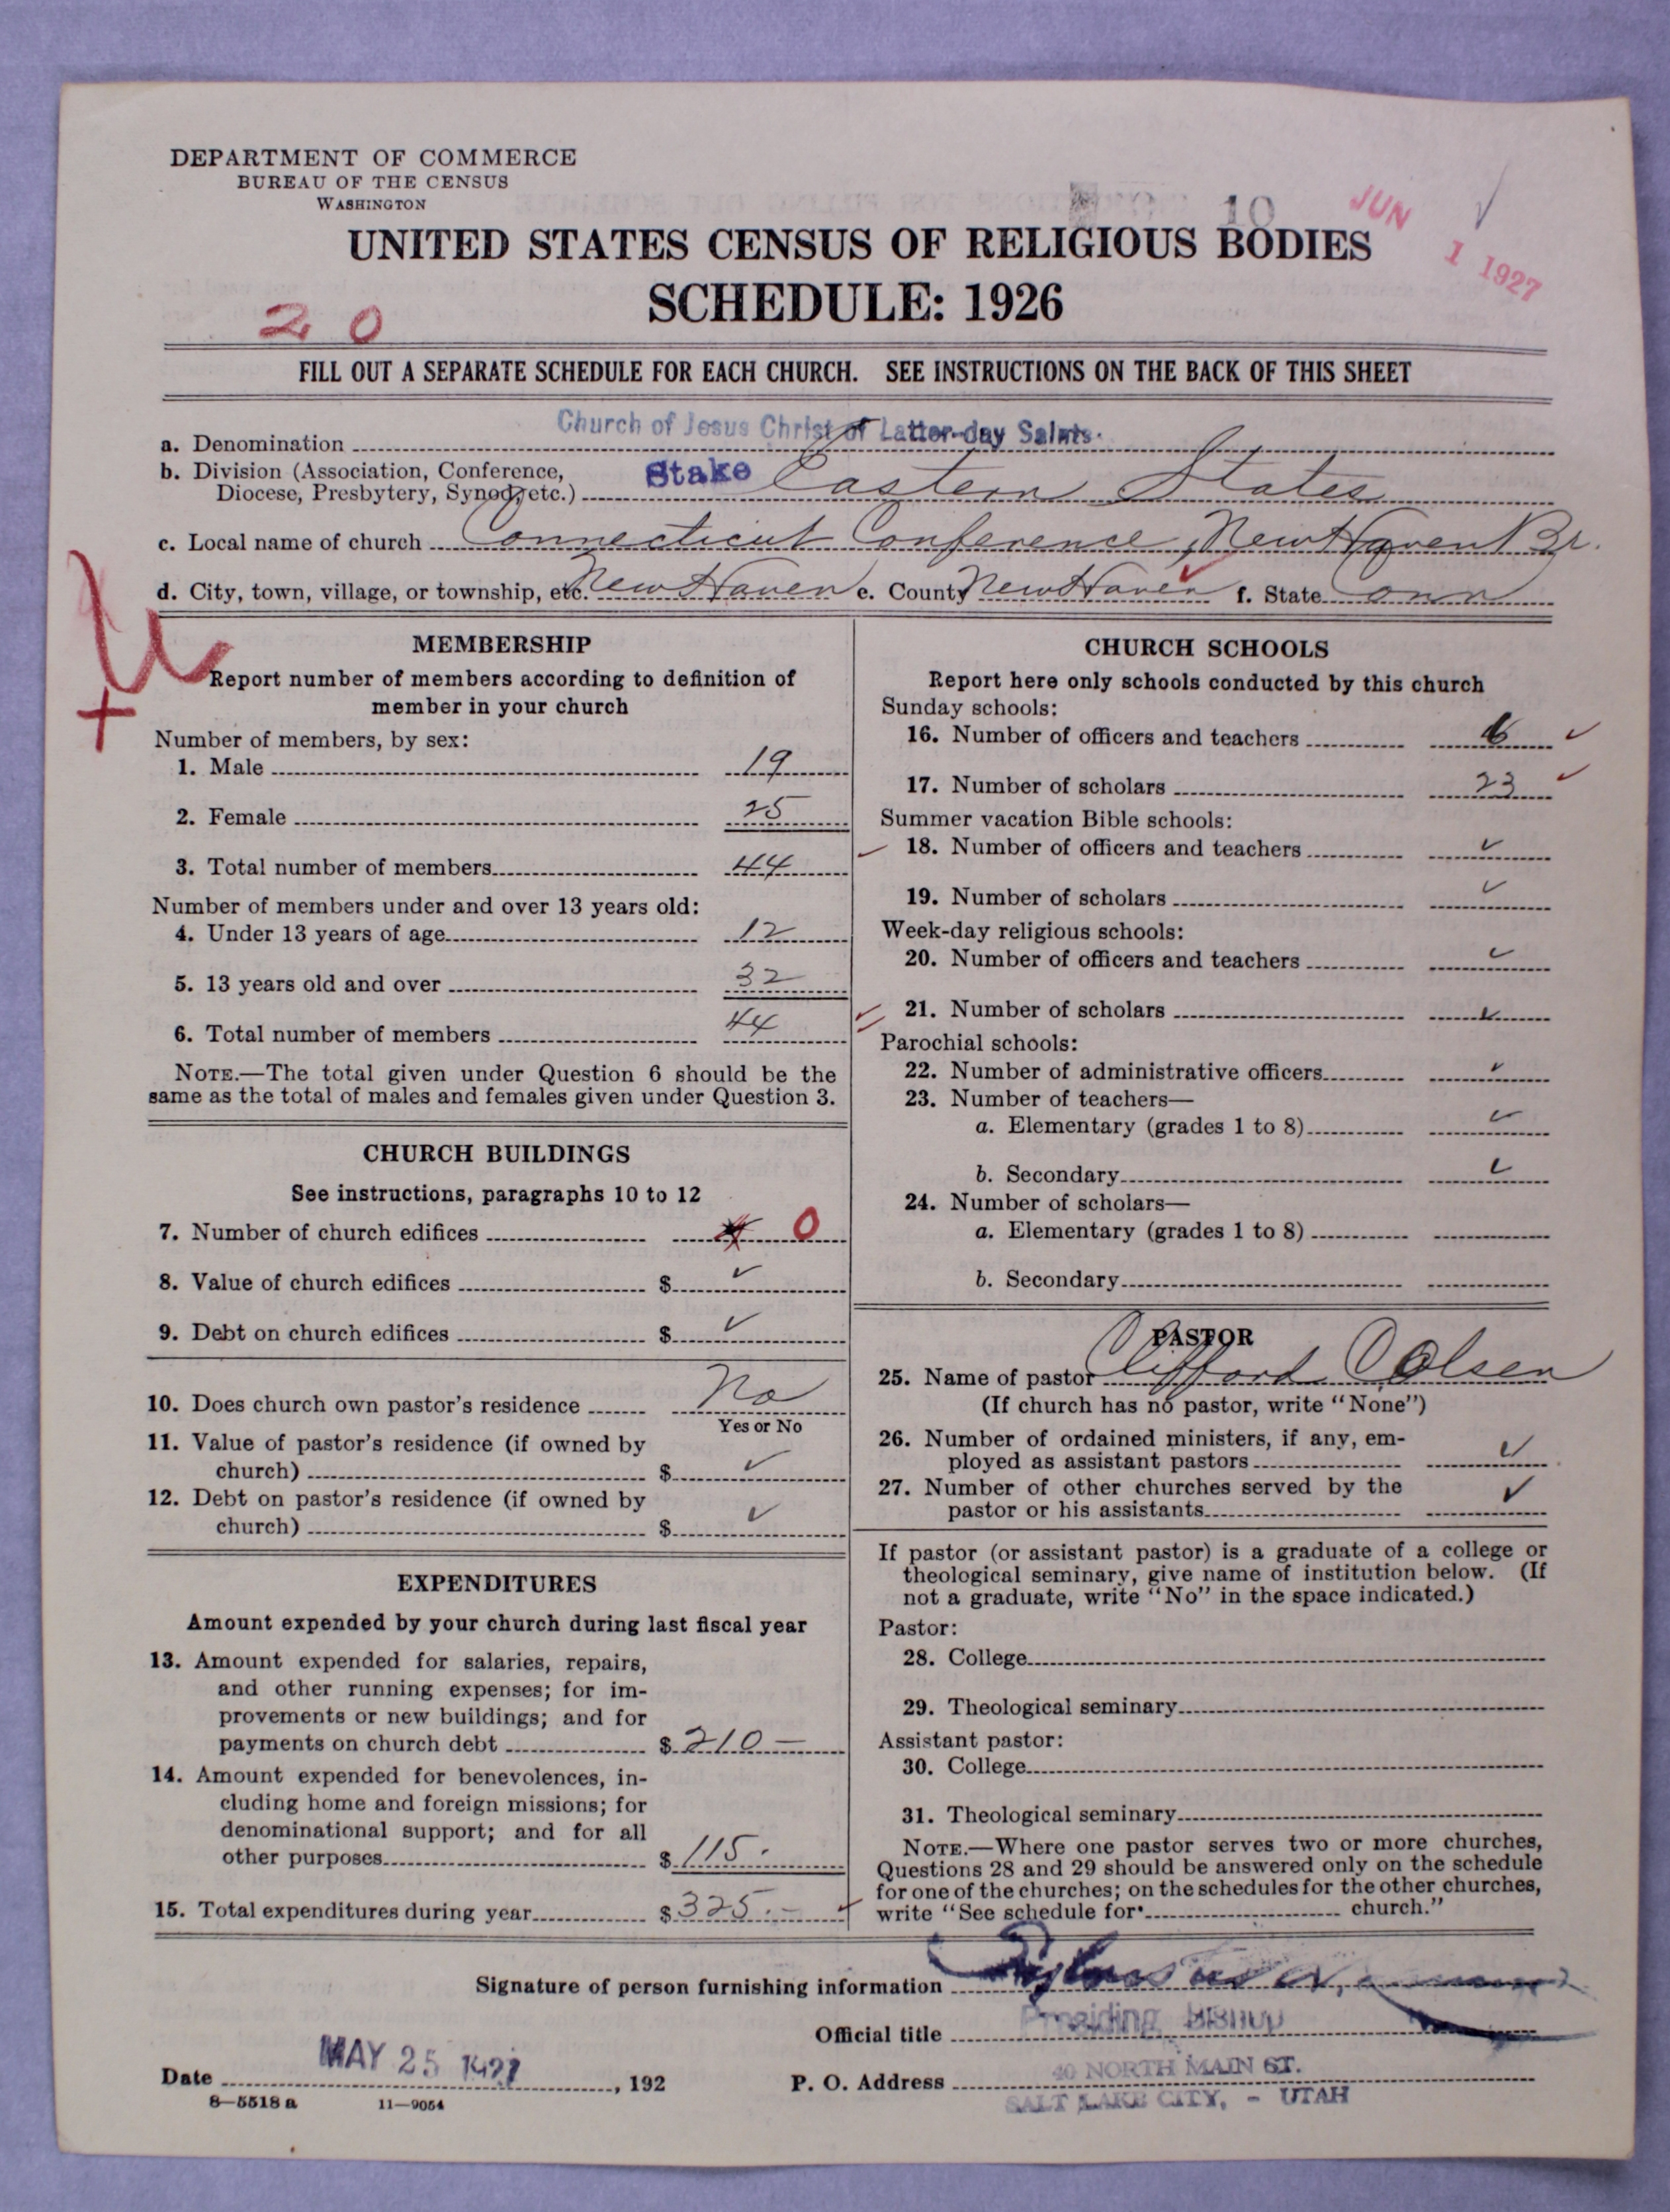 DEPARTMENT OF COMMERCE
BUREAU OF THE CENSUS
WASHINGTON
10
JUN 1 1927
UNITED STATES CENSUS OF RELIGIOUS BODIES
SCHEDULE: 1926
20
FILL OUT A SEPARATE SCHEDULE FOR EACH CHURCH. SEE INSTRUCTIONS ON THE BACK OF THIS SHEET
a. Denomination Church of Jesus Christ of Latter-day Saints.
b. Division (Association, Conference,
Diocese, Presbytery, Synod, etc.) Stake Eastern States
c. Local name of church Connecticut Conference, New Haven Br.
d. City, town, village, or township, etc. New Haven e. County New Haven f. State Conn
MEMBERSHIP
Report number of members according to definition of
member in your church
Number of members, by sex:
1. Male 19
2. Female 25
3. Total number of members 44
Number of members under and over 13 years old:
4. Under 13 years of age 12
5. 13 years old and over 32
6. Total number of members 44
NOTE.—The total given under Question 6 should be the
same as the total of males and females given under Question 3.
CHURCH BUILDINGS
See instructions, paragraphs 10 to 12
7. Number of church edifices 0
8. Value of church edifices $ ✓
9. Debt on church edifices $ ✓
10. Does church own pastor's residence No
Yes or No
11. Value of pastor's residence (if owned by
church) $ ✓
12. Debt on pastor's residence (if owned by
church) $ ✓
EXPENDITURES
Amount expended by your church during last fiscal year
13. Amount expended for salaries, repairs,
and other running expenses; for im-
provements or new buildings; and for
payments on church debt $ 210 —
14. Amount expended for benevolences, in-
cluding home and foreign missions; for
denominational support; and for all
other purposes $ 115.
15. Total expenditures during year $ 325.—
CHURCH SCHOOLS
Report here only schools conducted by this church
Sunday schools:
16. Number of officers and teachers 6 ✓
17. Number of scholars 23 ✓
Summer vacation Bible schools:
18. Number of officers and teachers ✓
19. Number of scholars ✓
Week-day religious schools:
20. Number of officers and teachers ✓
21. Number of scholars ✓
Parochial schools:
22. Number of administrative officers ✓
23. Number of teachers—
a. Elementary (grades 1 to 8) ✓
b. Secondary ✓
24. Number of scholars—
a. Elementary (grades 1 to 8)
b. Secondary
PASTOR
25. Name of pastor Clifford O Olsen
(If church has no pastor, write "None")
26. Number of ordained ministers, if any, em-
ployed as assistant pastors ✓
27. Number of other churches served by the
pastor or his assistants ✓
If pastor (or assistant pastor) is a graduate of a college or
theological seminary, give name of institution below. (If
not a graduate, write "No" in the space indicated.)
Pastor:
28. College
29. Theological seminary
Assistant pastor:
30. College
31. Theological seminary
NOTE.—Where one pastor serves two or more churches,
Questions 28 and 29 should be answered only on the schedule
for one of the churches; on the schedules for the other churches,
write "See schedule for church."
Signature of person furnishing information
Official title Presiding Bishop
Date MAY 25 1927, 192
P. O. Address 40 NORTH MAIN ST.
SALT LAKE CITY, - UTAH
8—5518 a 11—9054